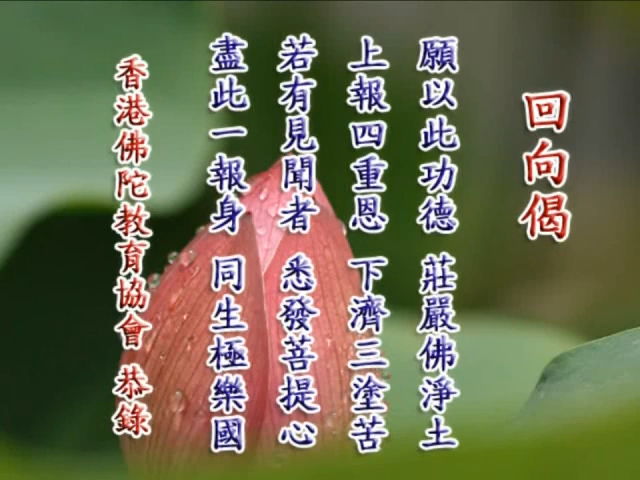 回向偈
願以此功德 莊嚴佛淨土
上報四重恩 下濟三塗苦
若有見聞者 悉發菩提心
盡此一報身 同生極樂國
香港佛陀教育協會 恭錄